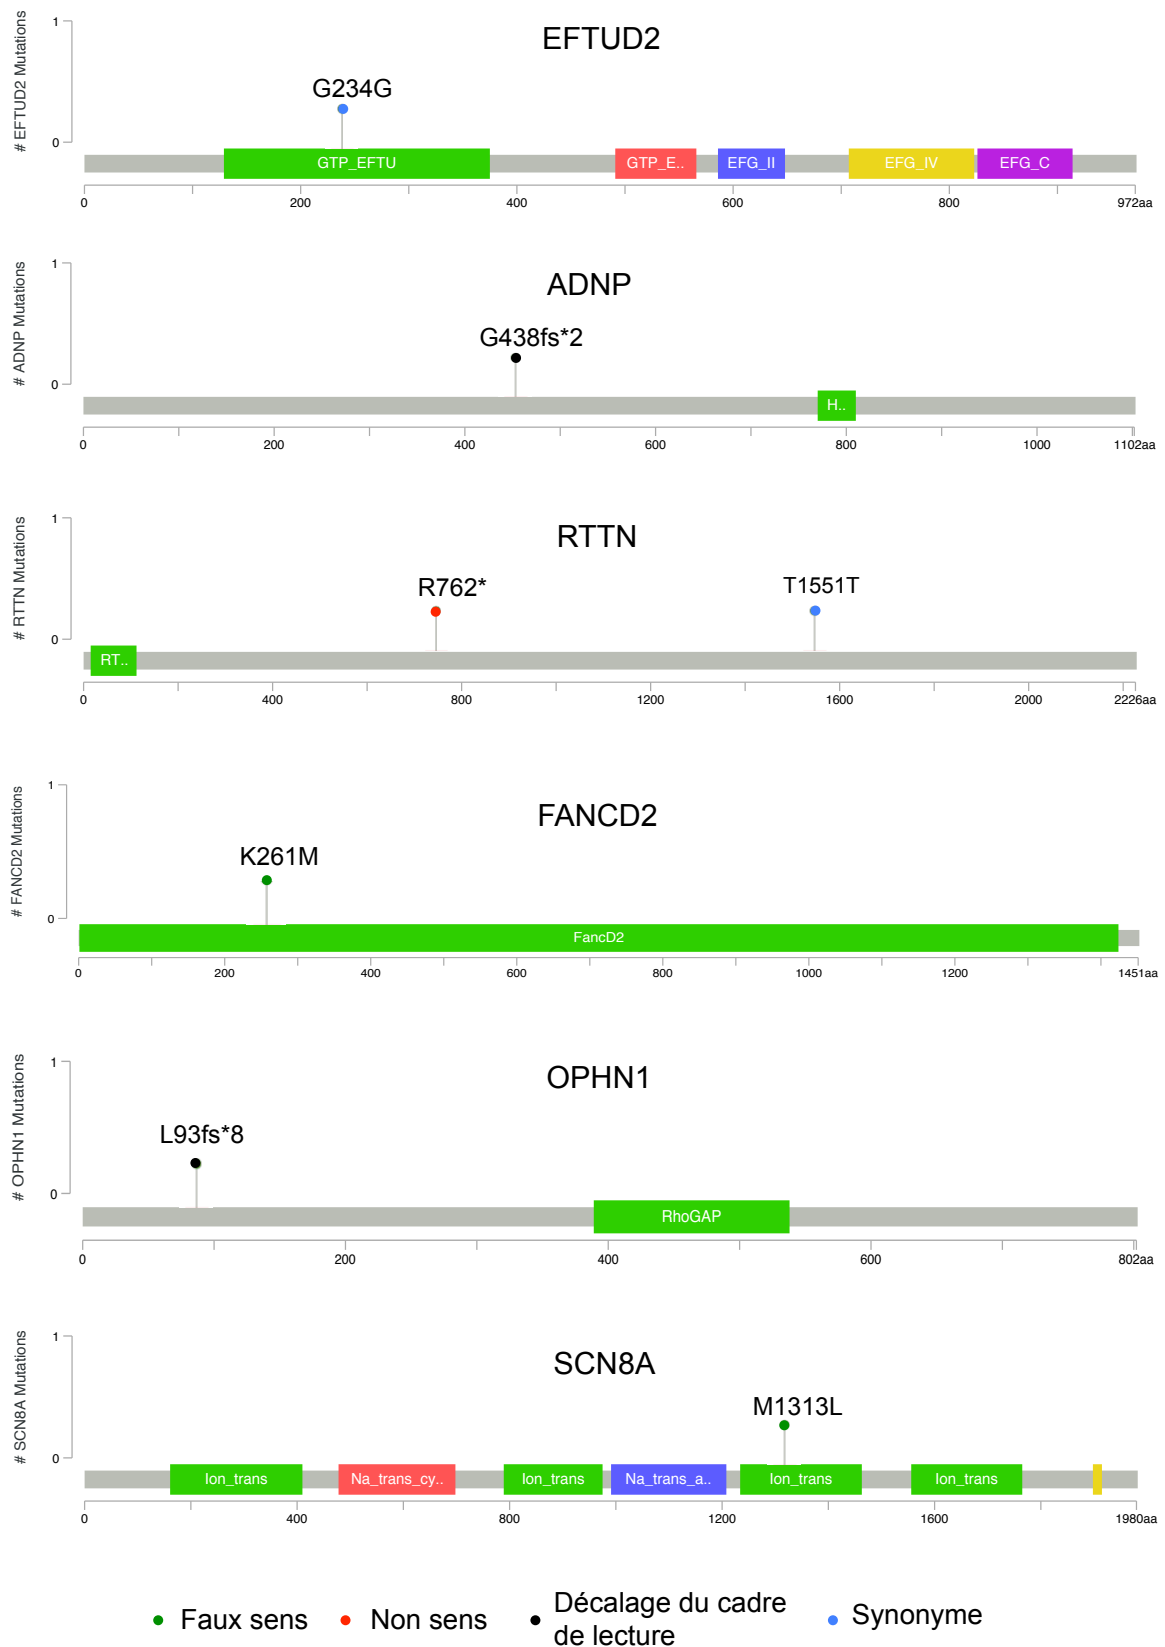 EFTUD2
# EFTUD2 Mutations
1
0
G234G
GTP_EFTU GTP_E.. EFG_II EFG_IV EFG_C
0 200 400 600 800 972aa
ADNP
# ADNP Mutations
1
0
G438fs*2
H..
0 200 400 600 800 1000 1102aa
RTTN
# RTTN Mutations
1
0
R762* T1551T
RT..
0 400 800 1200 1600 2000 2226aa
FANCD2
# FANCD2 Mutations
1
0
K261M
FancD2
0 200 400 600 800 1000 1200 1451aa
OPHN1
# OPHN1 Mutations
1
0
L93fs*8
RhoGAP
0 200 400 600 802aa
SCN8A
# SCN8A Mutations
1
0
M1313L
Ion_trans Na_trans_cy.. Ion_trans Na_trans_a.. Ion_trans Ion_trans
0 400 800 1200 1600 1980aa
Faux sens
Non sens
Décalage du cadre
de lecture
Synonyme